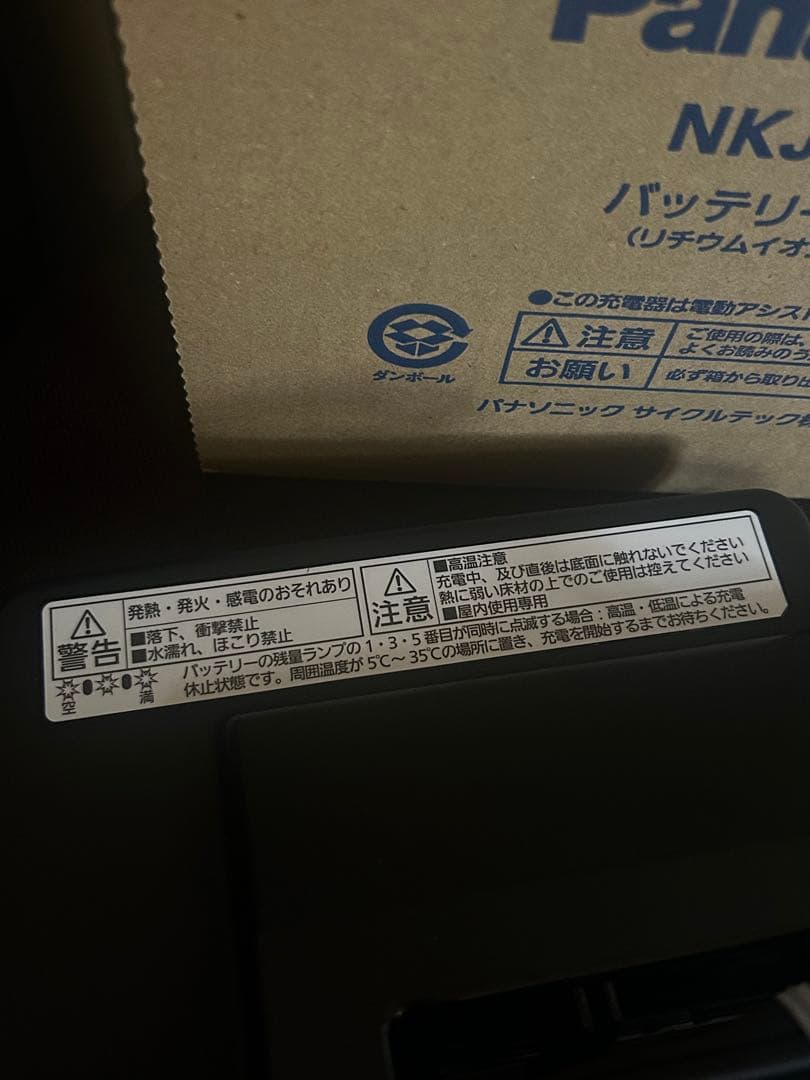 Pan
NKJ
バッテリー
(リチウムイオ
●この充電器は電動アシスト
注意
ご使用の際は、
よくお読みのう
お願い
必ず箱から取り出
ダンボール
パナソニック サイクルテック株
警告
発熱・発火・感電のおそれあり
■落下、衝撃禁止
■水濡れ、ほこり禁止
注意
■高温注意
充電中、及び直後は底面に触れないでください
熱に弱い床材の上でのご使用は控えてください
■屋内使用専用
空 満
バッテリーの残量ランプの1・3・5番目が同時に点滅する場合:高温・低温による充電
休止状態です。周囲温度が5℃~35℃の場所に置き、充電を開始するまでお待ちください。